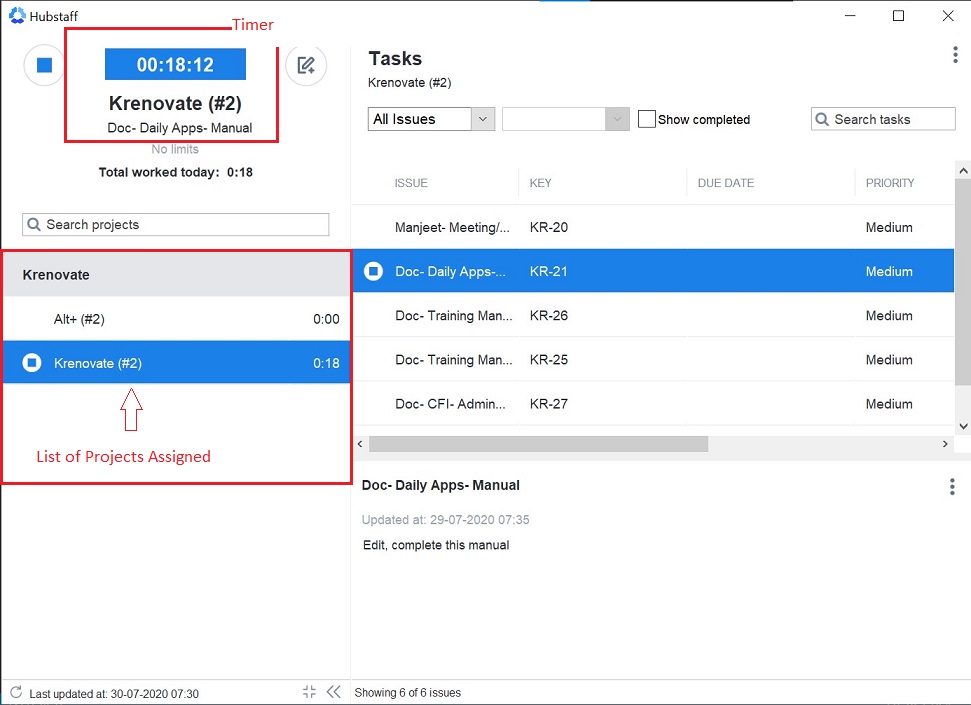 Hubstaff
Timer
00:18:12
Krenovate (#2)
Doc- Daily Apps- Manual
No limits
Total worked today: 0:18
Search projects
Krenovate
Alt+ (#2) 0:00
Krenovate (#2) 0:18
List of Projects Assigned
Last updated at: 30-07-2020 07:30
Tasks
Krenovate (#2)
All Issues Show completed Search tasks
ISSUE KEY DUE DATE PRIORITY
Manjeet- Meeting/... KR-20 Medium
Doc- Daily Apps-... KR-21 Medium
Doc- Training Man... KR-26 Medium
Doc- Training Man... KR-25 Medium
Doc- CFI- Admin... KR-27 Medium
Doc- Daily Apps- Manual
Updated at: 29-07-2020 07:35
Edit, complete this manual
Showing 6 of 6 issues